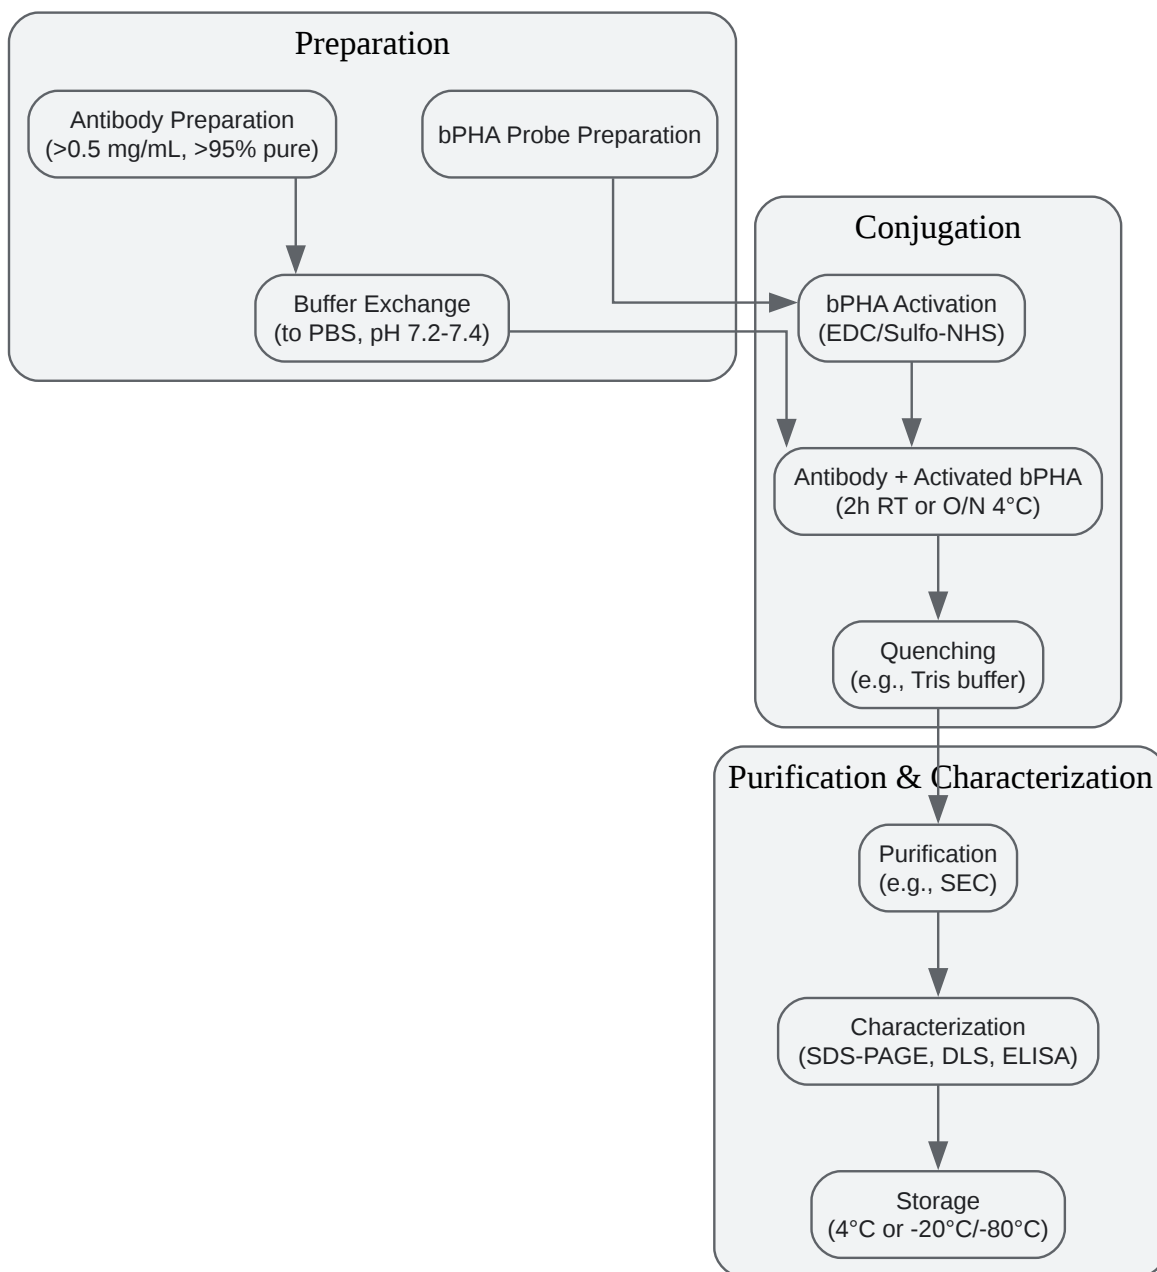 Preparation
Antibody Preparation
(>0.5 mg/mL, >95% pure)
bPHA Probe Preparation
Buffer Exchange
(to PBS, pH 7.2-7.4)
Conjugation
bPHA Activation
(EDC/Sulfo-NHS)
Antibody + Activated bPHA
(2h RT or O/N 4°C)
Quenching
(e.g., Tris buffer)
Purification & Characterization
Purification
(e.g., SEC)
Characterization
(SDS-PAGE, DLS, ELISA)
Storage
(4°C or -20°C/-80°C)